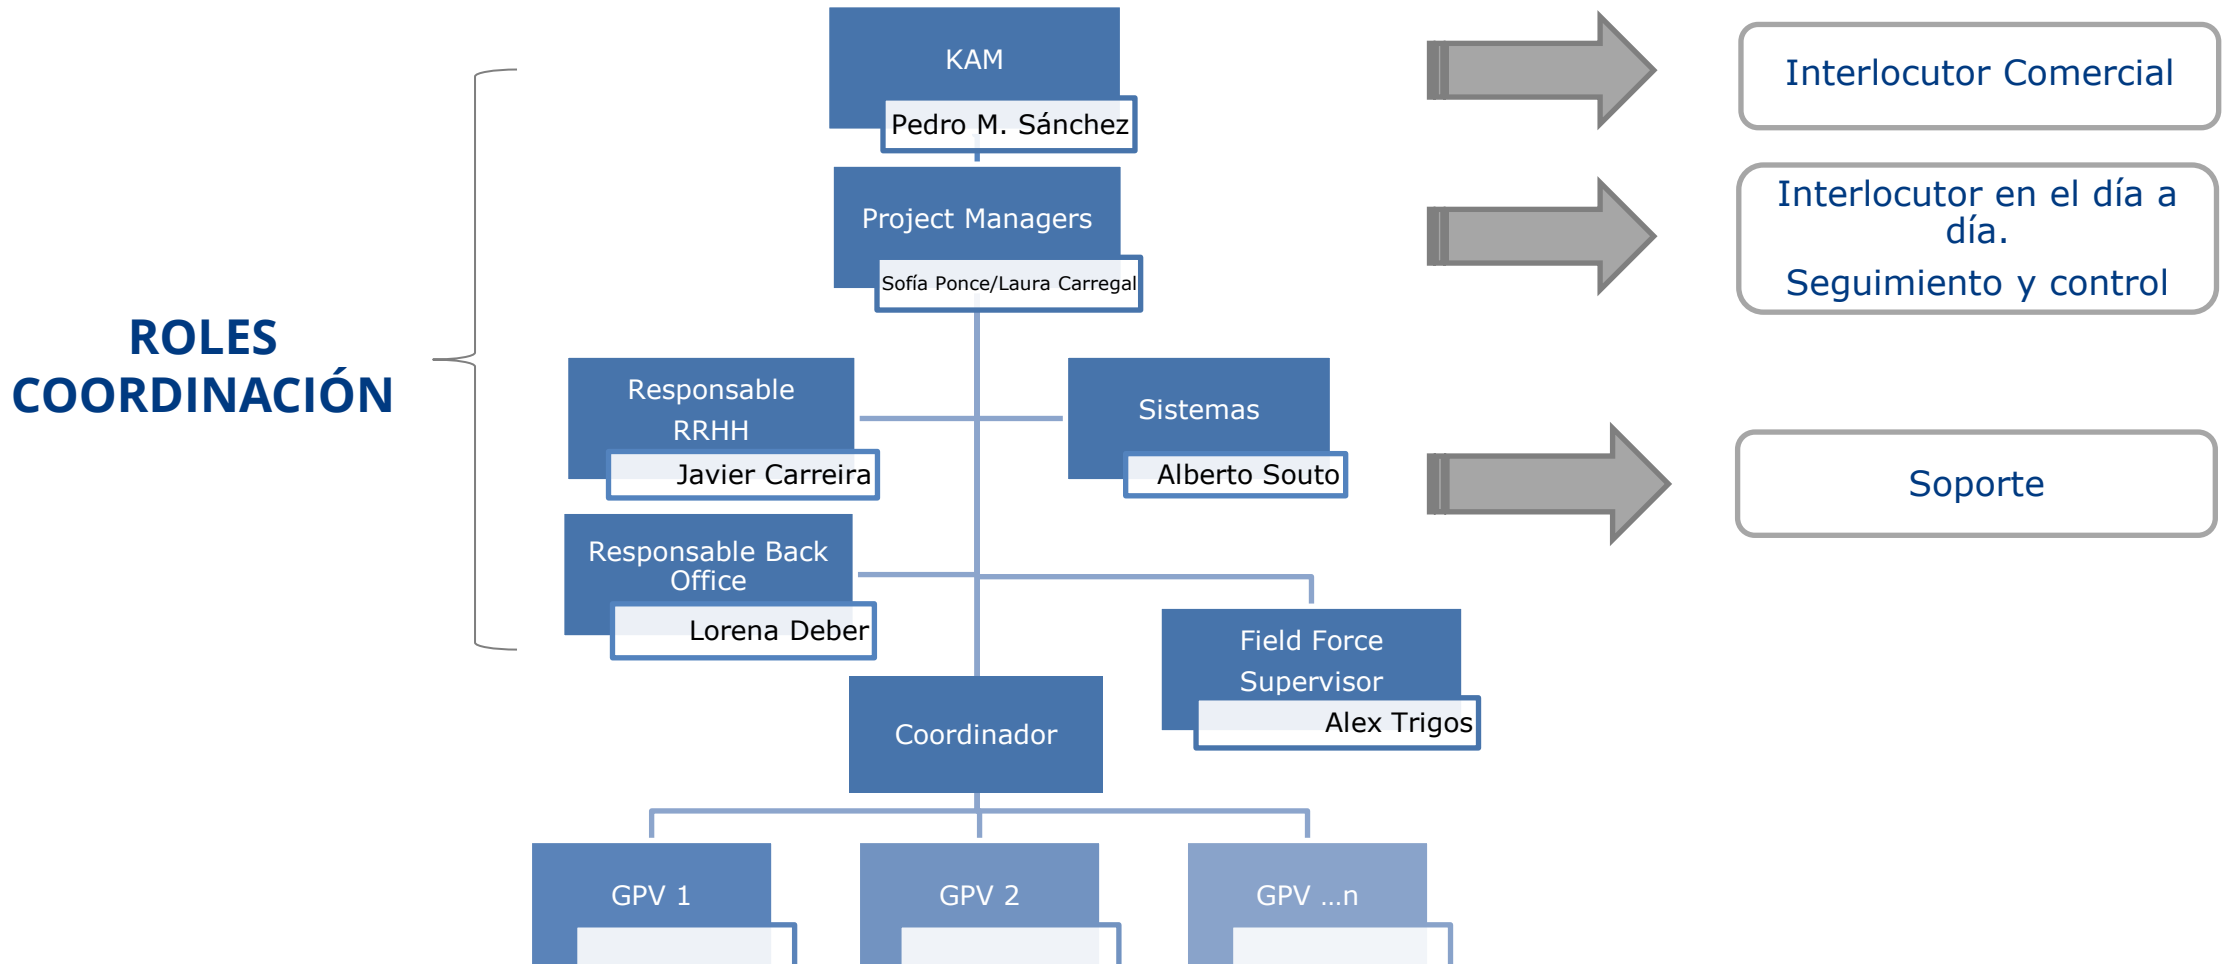 KAM
Pedro M. Sánchez
Interlocutor Comercial
Project Managers
Sofía Ponce/Laura Carregal
Interlocutor en el día a
día.
Seguimiento y control
ROLES
COORDINACIÓN
Responsable
RRHH
Javier Carreira
Sistemas
Alberto Souto
Soporte
Responsable Back
Office
Lorena Deber
Field Force
Supervisor
Alex Trigos
Coordinador
GPV 1
GPV 2
GPV ...n